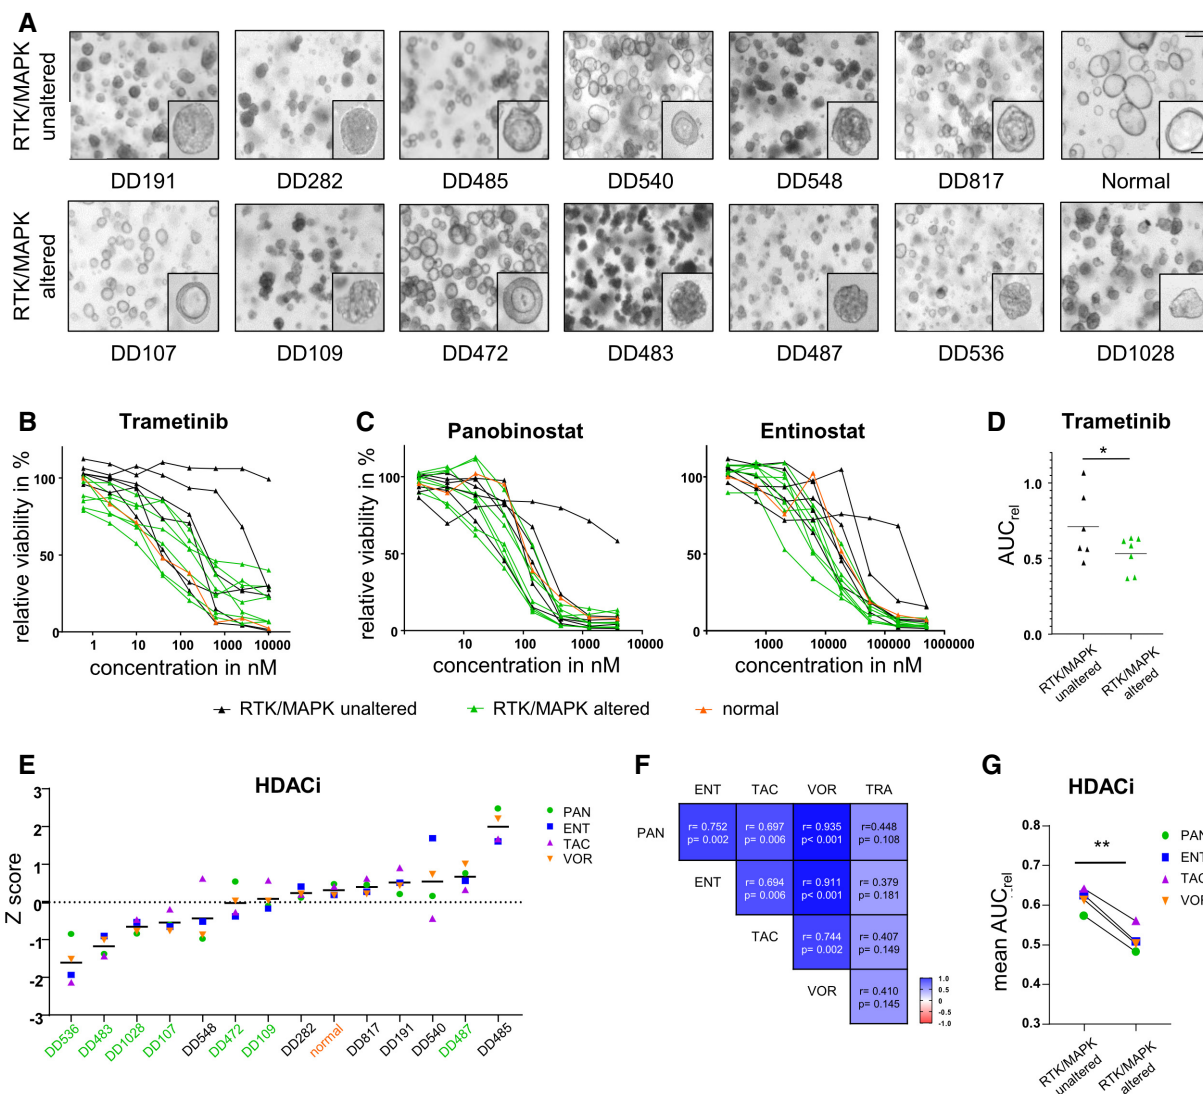 A
RTK/MAPK
unaltered
DD191 DD282 DD485 DD540 DD548 DD817 Normal
RTK/MAPK
altered
DD107 DD109 DD472 DD483 DD487 DD536 DD1028
B
Trametinib
relative viability in %
100
50
0
1 10 100 1000 10000
concentration in nM
C
Panobinostat
relative viability in %
100
50
0
10 100 1000 10000
concentration in nM
Entinostat
100
50
0
1000 10000 100000 1000000
concentration in nM
RTK/MAPK unaltered RTK/MAPK altered normal
D
Trametinib
*
AUCrel
1.0
0.5
0.0
RTK/MAPK
unaltered
RTK/MAPK
altered
E
HDACi
Z score
3
2
1
0
-1
-2
-3
DD536 DD483 DD1028 DD107 DD548 DD472 DD109 DD282 normal DD817 DD191 DD540 DD487 DD485
PAN
ENT
TAC
VOR
F
ENT TAC VOR TRA
PAN
r= 0.752 r= 0.697 r= 0.935 r=0.448
p= 0.002 p= 0.006 p< 0.001 p= 0.108
ENT
r= 0.694 r= 0.911 r= 0.379
p= 0.006 p< 0.001 p= 0.181
TAC
r= 0.744 r= 0.407
p= 0.002 p= 0.149
VOR
r= 0.410
p= 0.145
1.0
0.5
0
-0.5
-1.0
G
HDACi
**
mean AUCrel
0.8
0.7
0.6
0.5
0.4
0.3
RTK/MAPK
unaltered
RTK/MAPK
altered
PAN
ENT
TAC
VOR